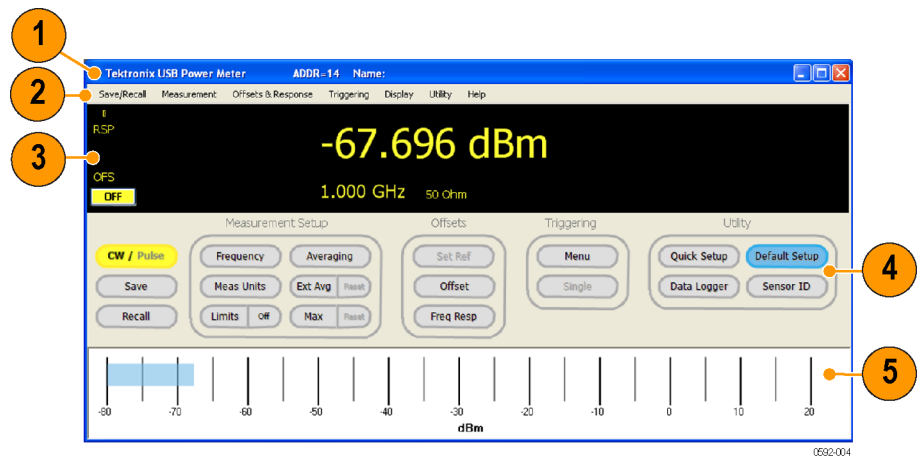 1
Tektronix USB Power Meter ADDR=14 Name:
2
Save/Recall Measurement Offsets & Response Triggering Display Utility Help
RSP
-67.696 dBm
3
OFS
OFF
1.000 GHz 50 Ohm
Measurement Setup Offsets Triggering Utility
CW / Pulse Frequency Averaging Set Ref Menu Quick Setup Default Setup
4
Save Meas Units Ext Avg Reset Offset Single Data Logger Sensor ID
Recall Limits Off Max Reset Freq Resp
5
-80 -70 -60 -50 -40 -30 -20 -10 0 10 20
dBm
0592-004